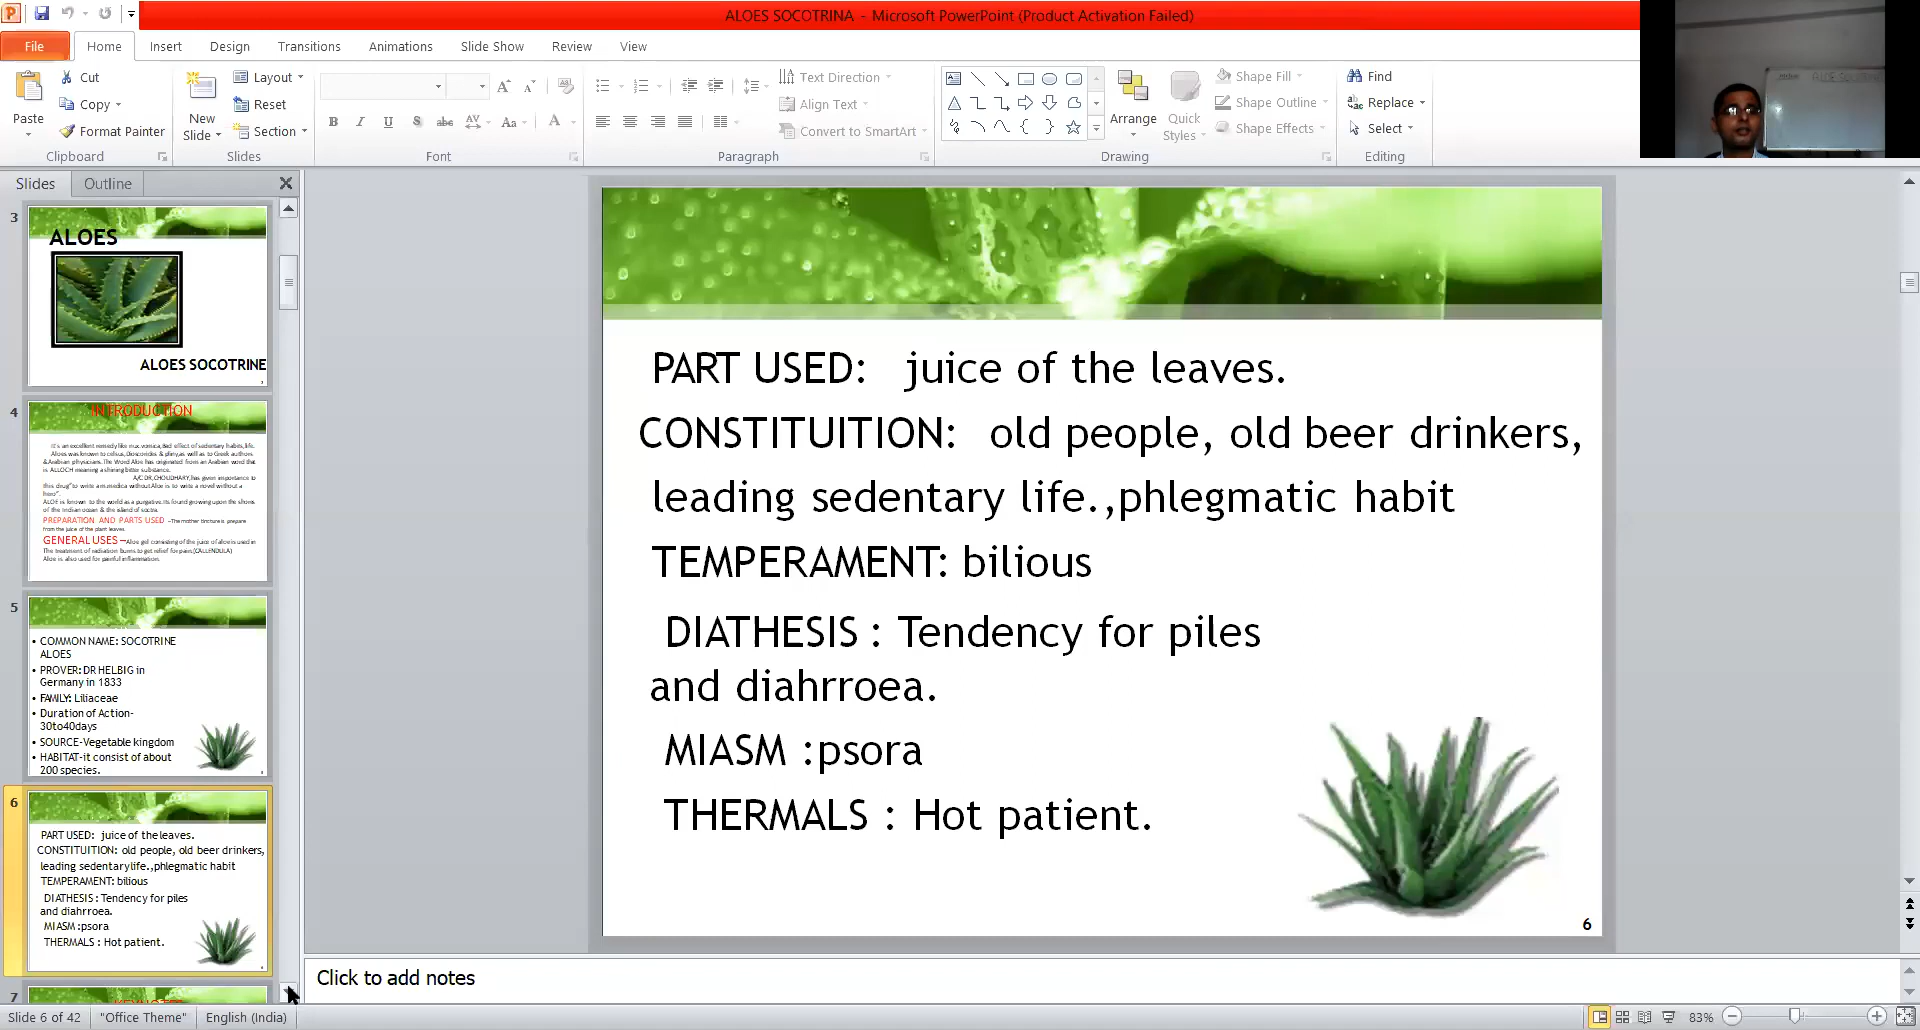 ALOES SOCOTRINA - Microsoft PowerPoint (Product Activation Failed)
File Home Insert Design Transitions Animations Slide Show Review View
Paste
Cut
Copy
Format Painter
Clipboard
New
Slide
Layout
Reset
Section
Slides
B I U S abc AV Aa A
Font
Text Direction
Align Text
Convert to SmartArt
Paragraph
Arrange
Quick
Styles
Shape Fill
Shape Outline
Shape Effects
Drawing
Find
Replace
Select
Editing
Slides Outline
3
ALOES
ALOES SOCOTRINE
4
INTRODUCTION
It's an excellent remedy like nux.vomica,Bad effect of sedentary habits,life.
Aloes was known to celsus,Dioscorides & pliny,as well as to Greek authors
&Arabian physicians.The Word Aloe has originated from an Arabian word that
is ALLOCH meaning a shining bitter substance.
A/C DR,CHOUDHARY,has given importance to
this drug"to write am.medica without Aloe is to write a novel without a
hero".
ALOE is known to the world as a purgative.its found growing upon the shores
of the indian ocean & the island of
PREPARATION AND PARTS USED –The mother tincture is prepare
from the juice of the plant leaves.
GENERAL USES –Aloe gel consisting of the juice of aloe is used in
The treatment of radiation burns to get relief for pain(CALLENDULA)
Aloe is also used for painful inflammation.
5
• COMMON NAME: SOCOTRINE
ALOES
• PROVER: DR HELBIG in
Germany in 1833
• FAMILY: Liliaceae
• Duration of Action-
30to40days
• SOURCE-Vegetable kingdom
• HABITAT-it consist of about
200 species.
6
PART USED: juice of the leaves.
CONSTITUITION: old people, old beer drinkers,
leading sedentary life.,phlegmatic habit
TEMPERAMENT: bilious
DIATHESIS : Tendency for piles
and diahrroea.
MIASM :psora
THERMALS : Hot patient.
7
KEYNOTES
PART USED: juice of the leaves.
CONSTITUITION: old people, old beer drinkers,
leading sedentary life.,phlegmatic habit
TEMPERAMENT: bilious
DIATHESIS : Tendency for piles
and diahrroea.
MIASM :psora
THERMALS : Hot patient.
6
Click to add notes
Slide 6 of 42 "Office Theme" English (India) 83%